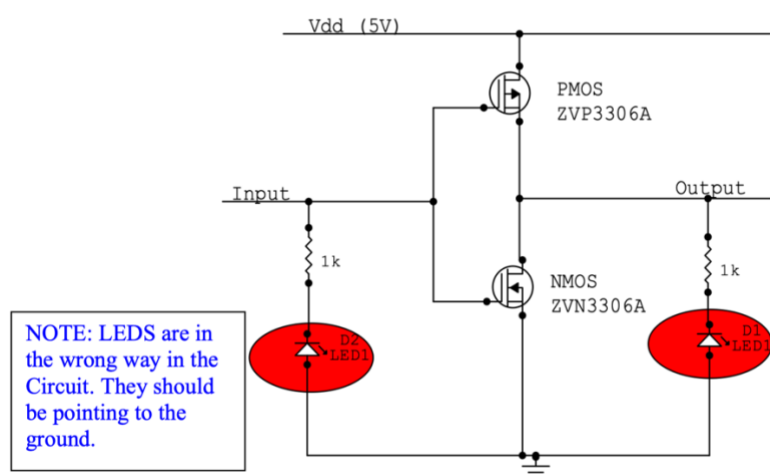 Vdd (5V)
PMOS
ZVP3306A
Input
Output
1k
1k
NMOS
ZVN3306A
NOTE: LEDS are in
the wrong way in the
Circuit. They should
be pointing to the
ground.
D2
LED1
D1
LED1